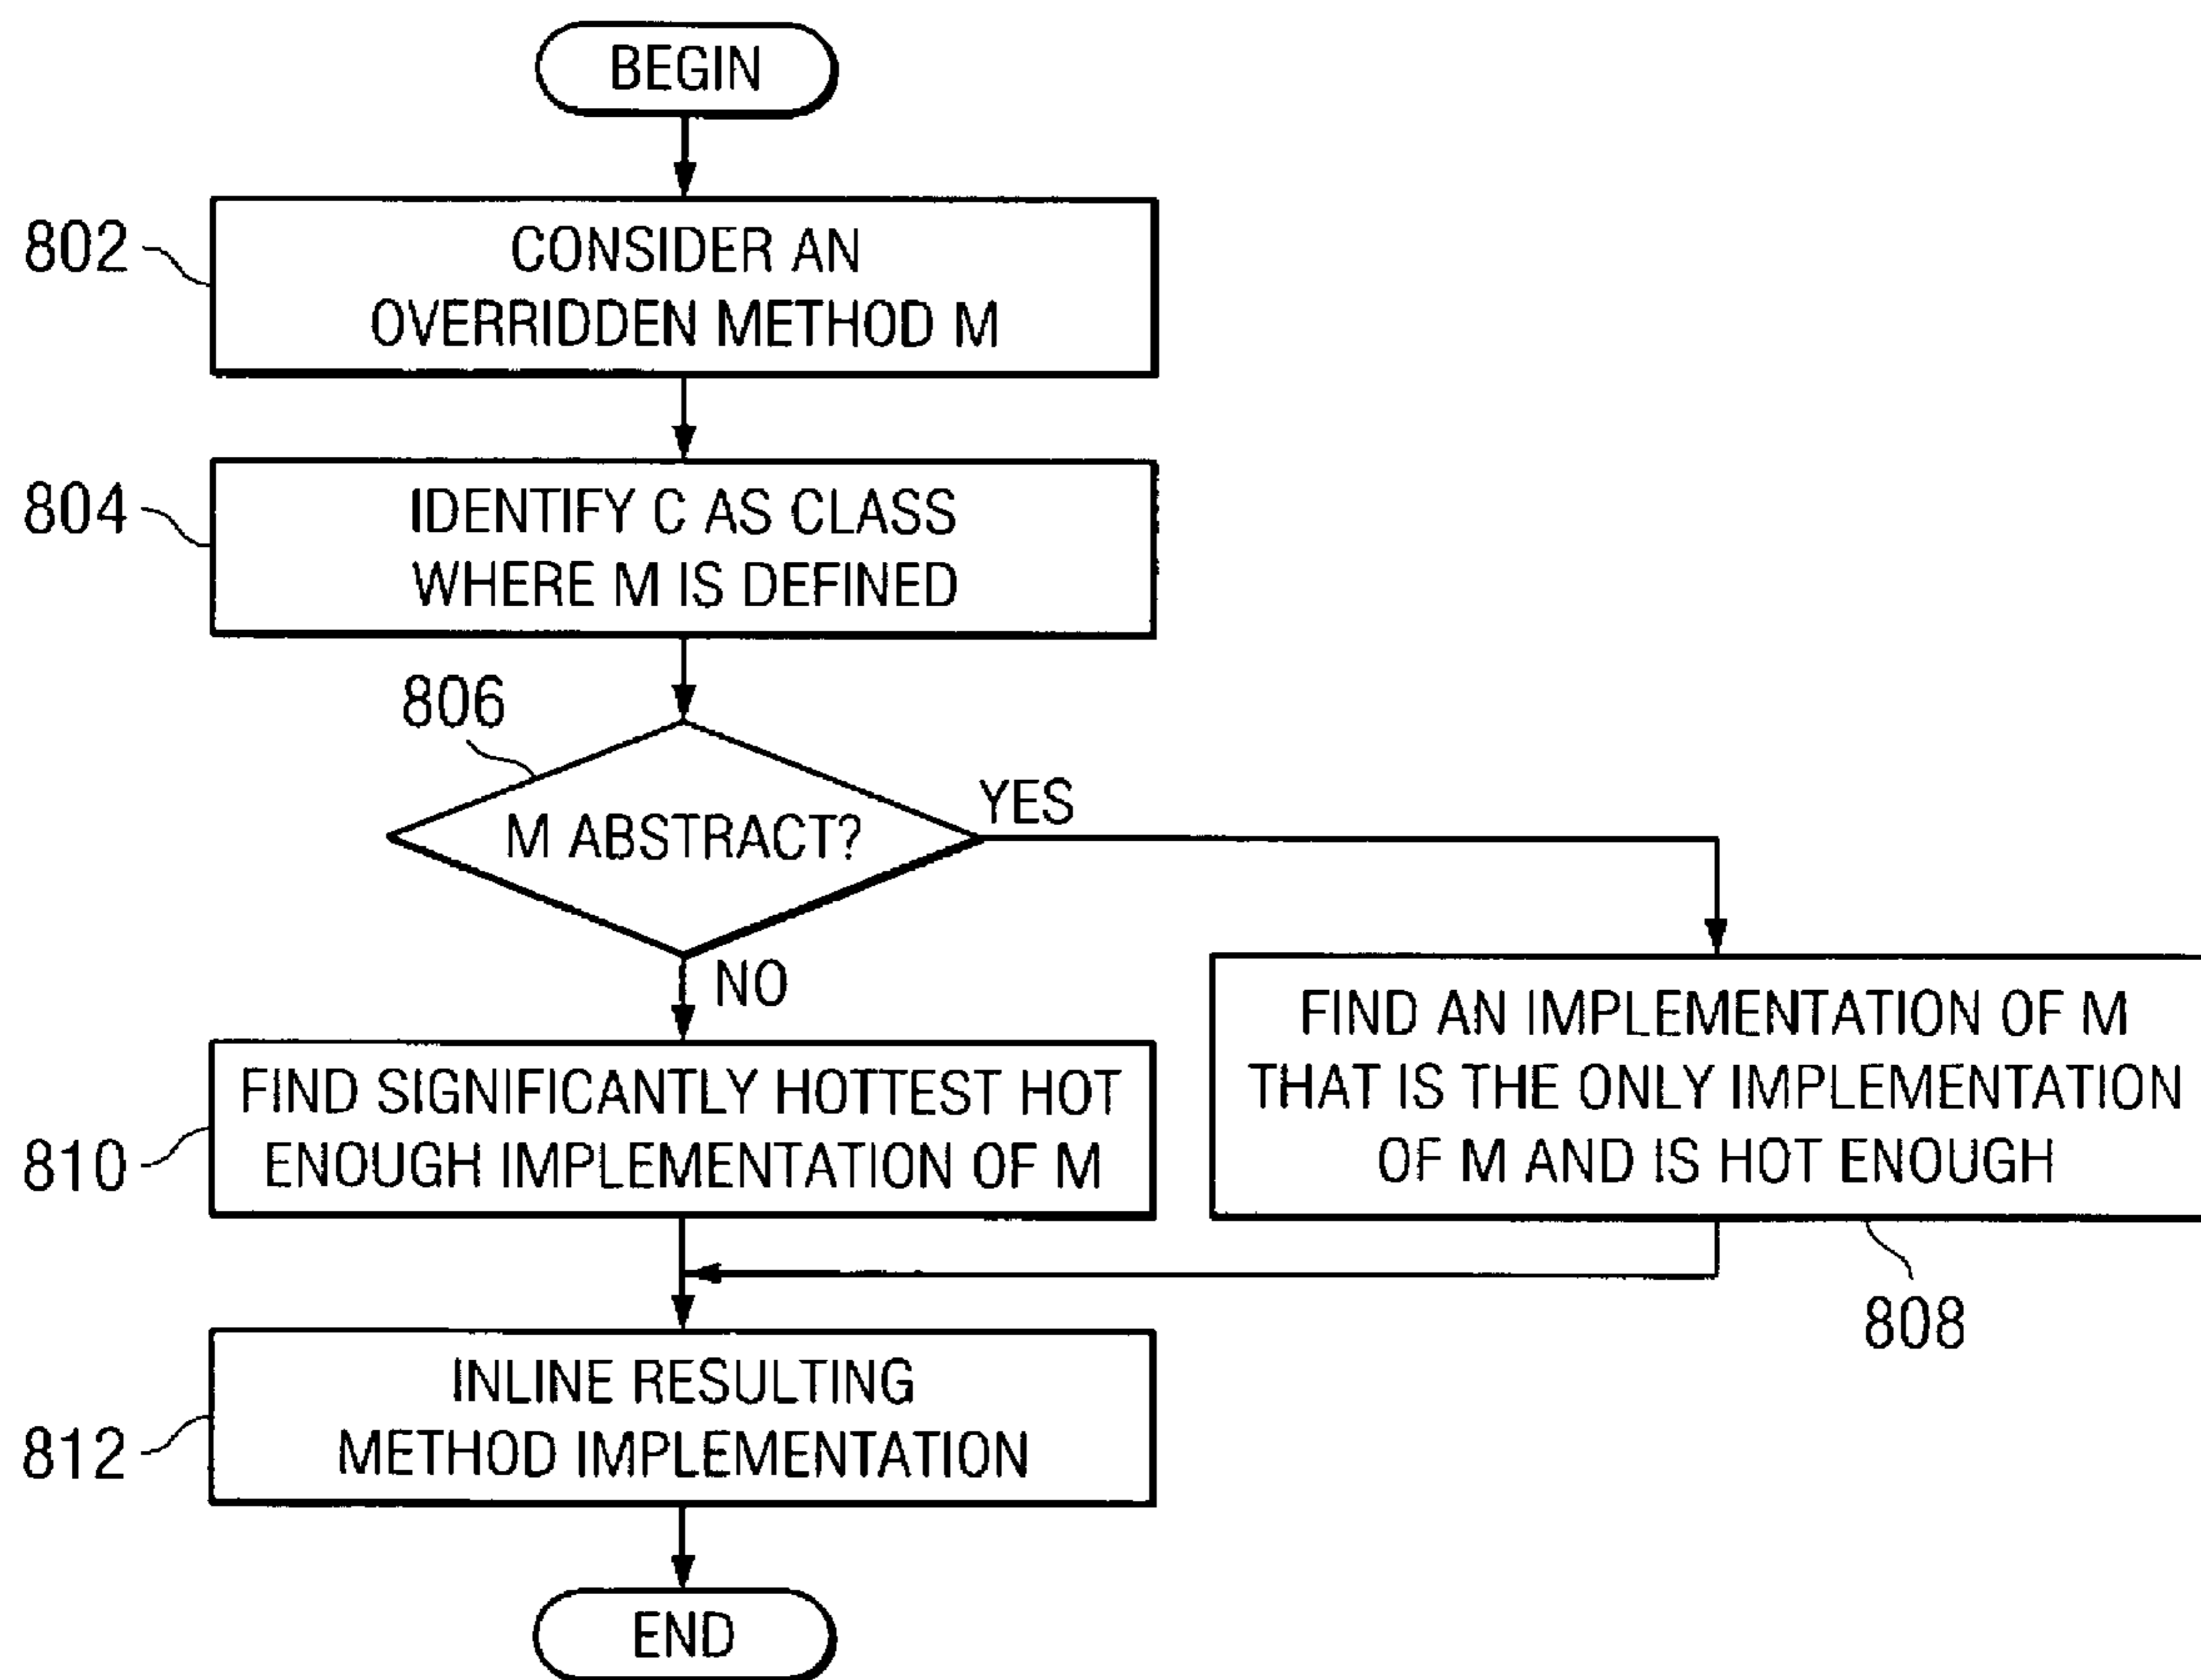 BEGIN
802
CONSIDER AN
OVERRIDDEN METHOD M
804
IDENTIFY C AS CLASS
WHERE M IS DEFINED
806
M ABSTRACT?
YES
NO
810
FIND SIGNIFICANTLY HOTTEST HOT
ENOUGH IMPLEMENTATION OF M
FIND AN IMPLEMENTATION OF M
THAT IS THE ONLY IMPLEMENTATION
OF M AND IS HOT ENOUGH
808
812
INLINE RESULTING
METHOD IMPLEMENTATION
END